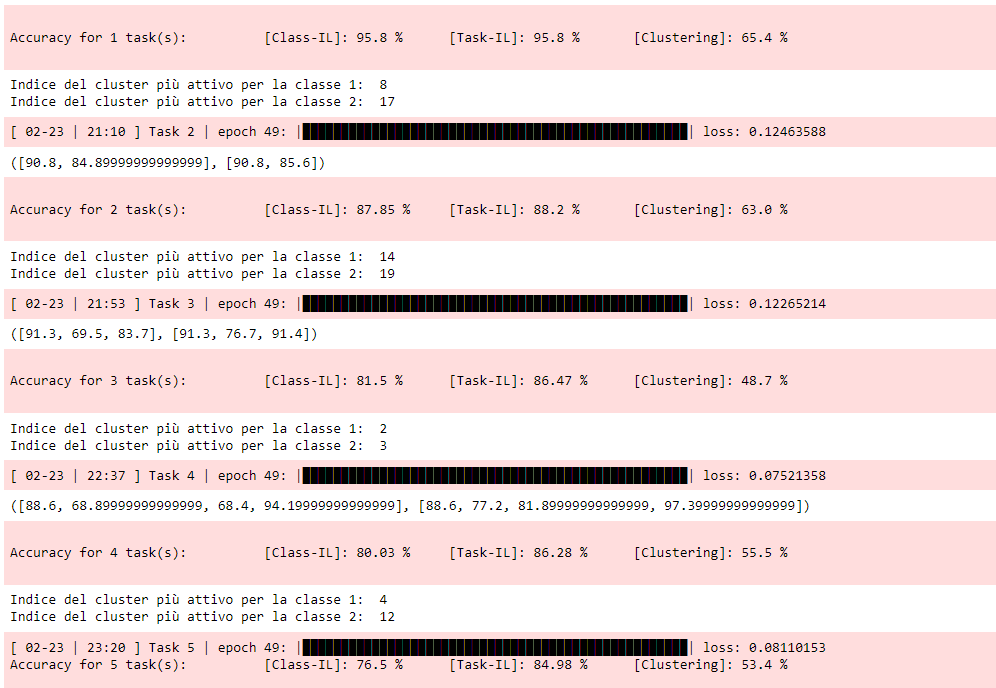 Accuracy for 1 task(s): [Class-IL]: 95.8 % [Task-IL]: 95.8 % [Clustering]: 65.4 %
Indice del cluster più attivo per la classe 1: 8
Indice del cluster più attivo per la classe 2: 17
[ 02-23 | 21:10 ] Task 2 | epoch 49: || loss: 0.12463588
([90.8, 84.89999999999999], [90.8, 85.6])
Accuracy for 2 task(s): [Class-IL]: 87.85 % [Task-IL]: 88.2 % [Clustering]: 63.0 %
Indice del cluster più attivo per la classe 1: 14
Indice del cluster più attivo per la classe 2: 19
[ 02-23 | 21:53 ] Task 3 | epoch 49: || loss: 0.12265214
([91.3, 69.5, 83.7], [91.3, 76.7, 91.4])
Accuracy for 3 task(s): [Class-IL]: 81.5 % [Task-IL]: 86.47 % [Clustering]: 48.7 %
Indice del cluster più attivo per la classe 1: 2
Indice del cluster più attivo per la classe 2: 3
[ 02-23 | 22:37 ] Task 4 | epoch 49: || loss: 0.07521358
([88.6, 68.89999999999999, 68.4, 94.19999999999999], [88.6, 77.2, 81.89999999999999, 97.39999999999999])
Accuracy for 4 task(s): [Class-IL]: 80.03 % [Task-IL]: 86.28 % [Clustering]: 55.5 %
Indice del cluster più attivo per la classe 1: 4
Indice del cluster più attivo per la classe 2: 12
[ 02-23 | 23:20 ] Task 5 | epoch 49: || loss: 0.08110153
Accuracy for 5 task(s): [Class-IL]: 76.5 % [Task-IL]: 84.98 % [Clustering]: 53.4 %